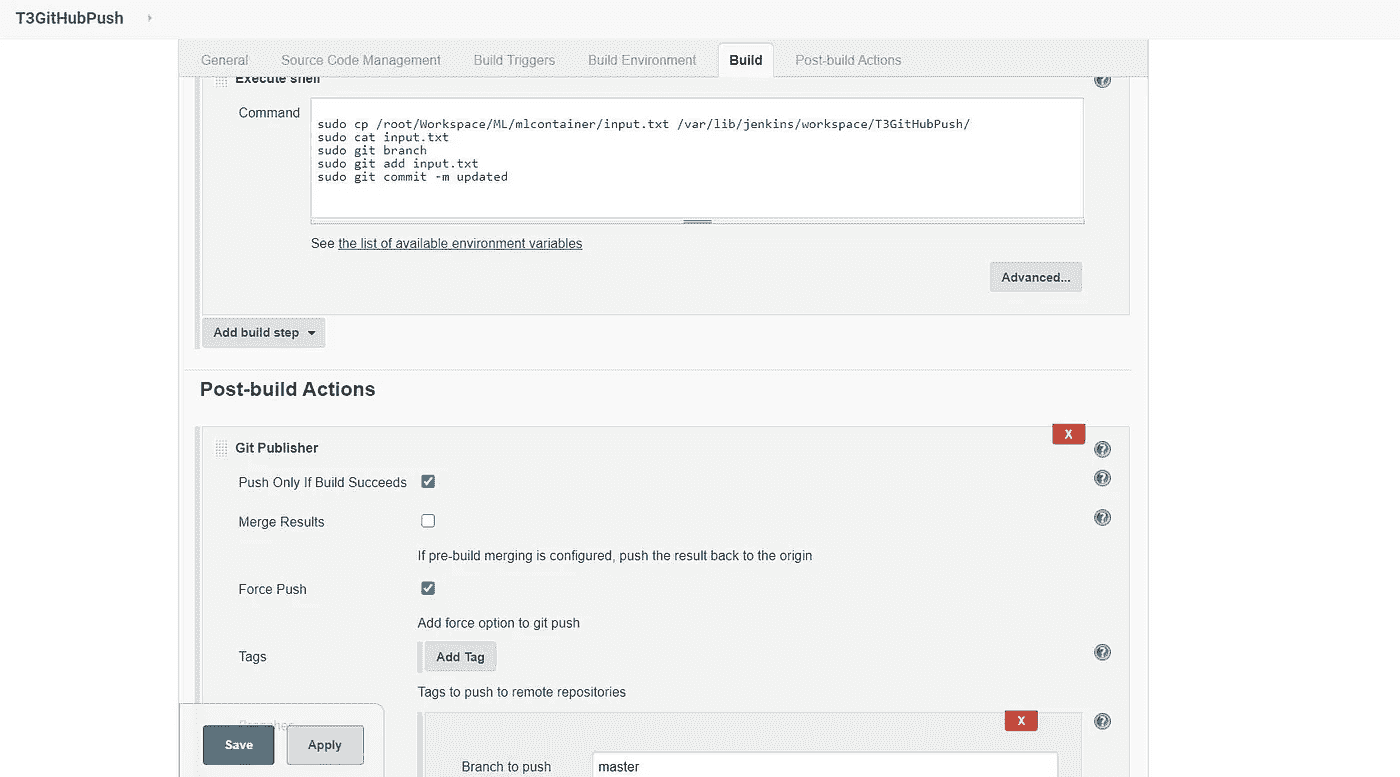 T3GitHubPush
General Source Code Management Build Triggers Build Environment Build Post-build Actions
Execute shell
Command
sudo cp /root/Workspace/ML/mlcontainer/input.txt /var/lib/jenkins/workspace/T3GitHubPush/
sudo cat input.txt
sudo git branch
sudo git add input.txt
sudo git commit -m updated
See the list of available environment variables
Advanced...
Add build step
Post-build Actions
X
Git Publisher
Push Only If Build Succeeds
Merge Results
If pre-build merging is configured, push the result back to the origin
Force Push
Add force option to git push
Tags
Add Tag
Tags to push to remote repositories
Branches
X
Save Apply
Branch to push master